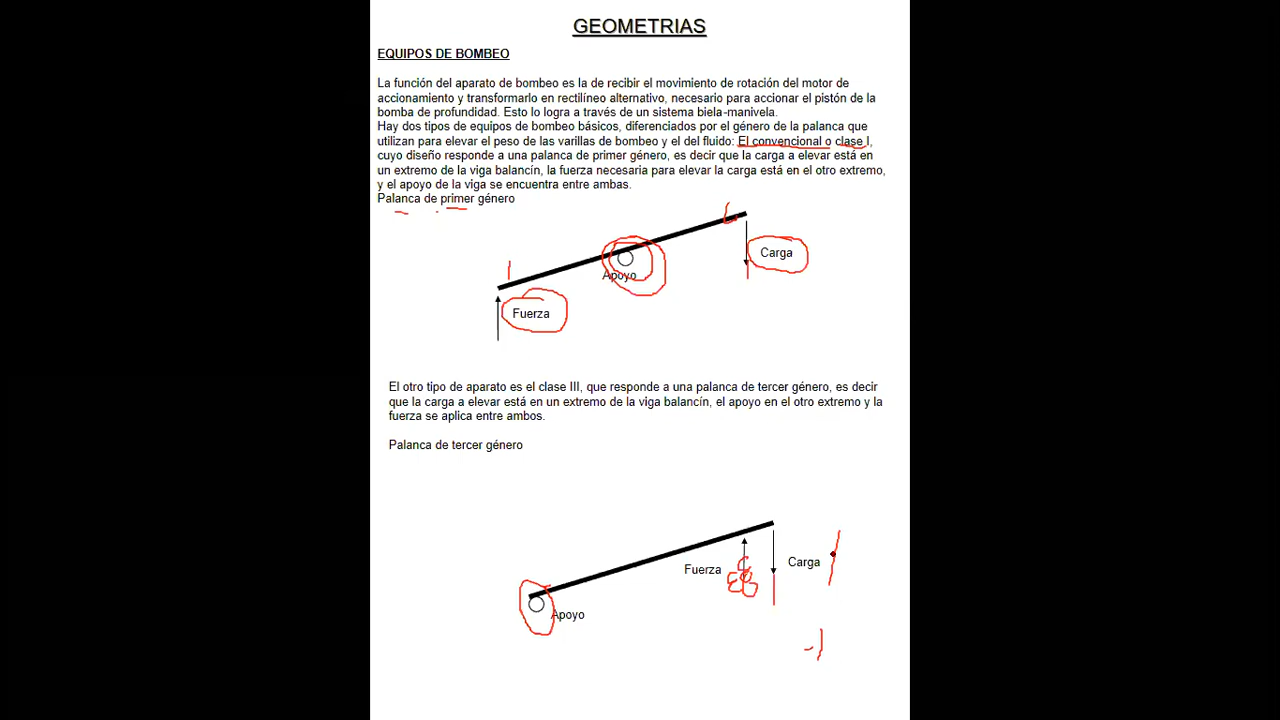 GEOMETRIAS
EQUIPOS DE BOMBEO
La función del aparato de bombeo es la de recibir el movimiento de rotación del motor de
accionamiento y transformarlo en rectilíneo alternativo, necesario para accionar el pistón de la
bomba de profundidad. Esto lo logra a través de un sistema biela-manivela.
Hay dos tipos de equipos de bombeo básicos, diferenciados por el género de la palanca que
utilizan para elevar el peso de las varillas de bombeo y el del fluido: El convencional o clase I,
cuyo diseño responde a una palanca de primer género, es decir que la carga a elevar está en
un extremo de la viga balancín, la fuerza necesaria para elevar la carga está en el otro extremo,
y el apoyo de la viga se encuentra entre ambas.
Palanca de primer género
Carga
Apoyo
Fuerza
El otro tipo de aparato es el clase III, que responde a una palanca de tercer género, es decir
que la carga a elevar está en un extremo de la viga balancín, el apoyo en el otro extremo y la
fuerza se aplica entre ambos.
Palanca de tercer género
Carga
Fuerza
Apoyo